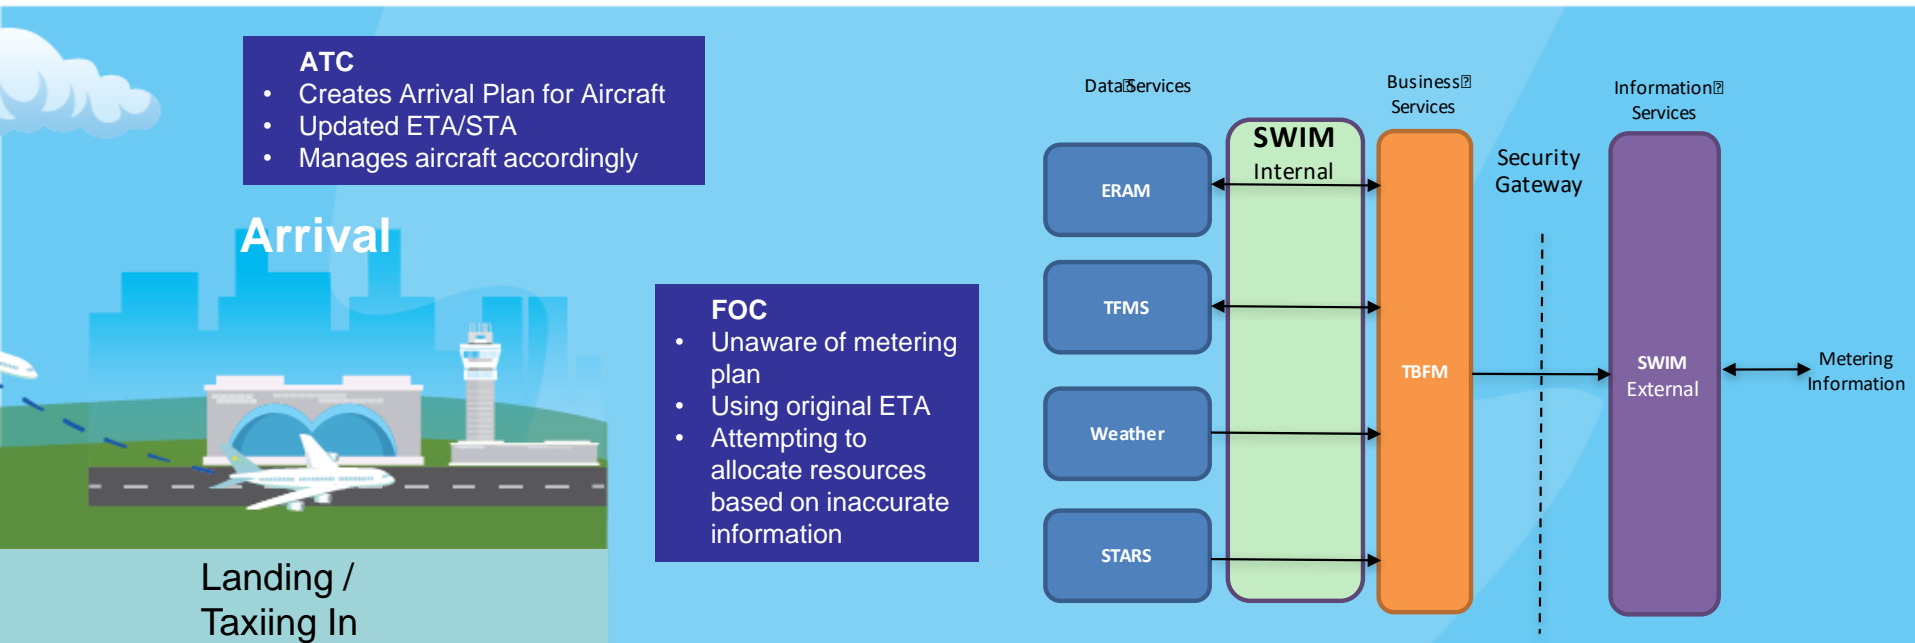 ATC
• Creates Arrival Plan for Aircraft
• Updated ETA/STA
• Manages aircraft accordingly
Arrival
FOC
• Unaware of metering
plan
• Using original ETA
• Attempting to
allocate resources
based on inaccurate
information
Landing /
Taxiing In
Data⍰Services
Business⍰
Services
Information⍰
Services
SWIM
Internal
Security
Gateway
ERAM
TFMS
Weather
STARS
TBFM
SWIM
External
Metering
Information